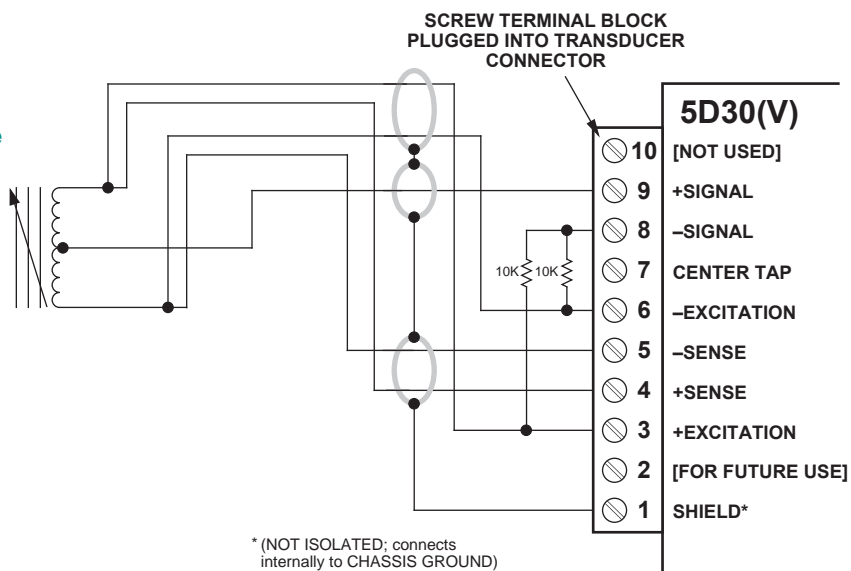 SCREW TERMINAL BLOCK
PLUGGED INTO TRANSDUCER
CONNECTOR
5D30(V)
10 [NOT USED]
9 +SIGNAL
8 –SIGNAL
10K 10K
7 CENTER TAP
6 –EXCITATION
5 –SENSE
4 +SENSE
3 +EXCITATION
2 [FOR FUTURE USE]
1 SHIELD*
* (NOT ISOLATED; connects
internally to CHASSIS GROUND)